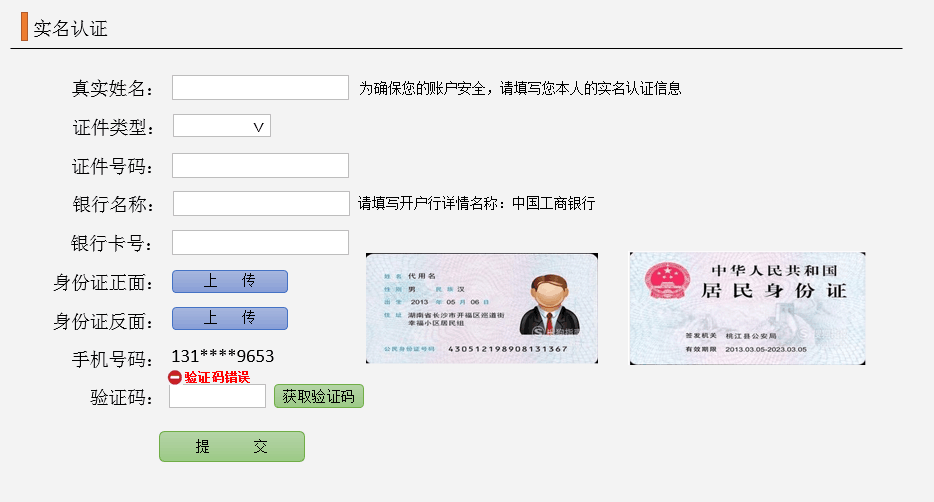 实名认证
真实姓名： 为确保您的账户安全，请填写您本人的实名认证信息
证件类型： V
证件号码：
银行名称： 请填写开户行详情名称：中国工商银行
银行卡号：
身份证正面： 上 传
身份证反面： 上 传
手机号码： 131****9653
验证码错误
验证码： 获取验证码
提 交
姓 名 代用名
性 别 男 民 族 汉
出 生 2013 年 05 月 06 日
住 址 湖南省长沙市开福区巡道街
幸福小区居民组
公民身份证号码 430512198908131367
中华人民共和国
居民身份证
签发机关 桃江县公安局
有效期限 2013.03.05-2023.03.05